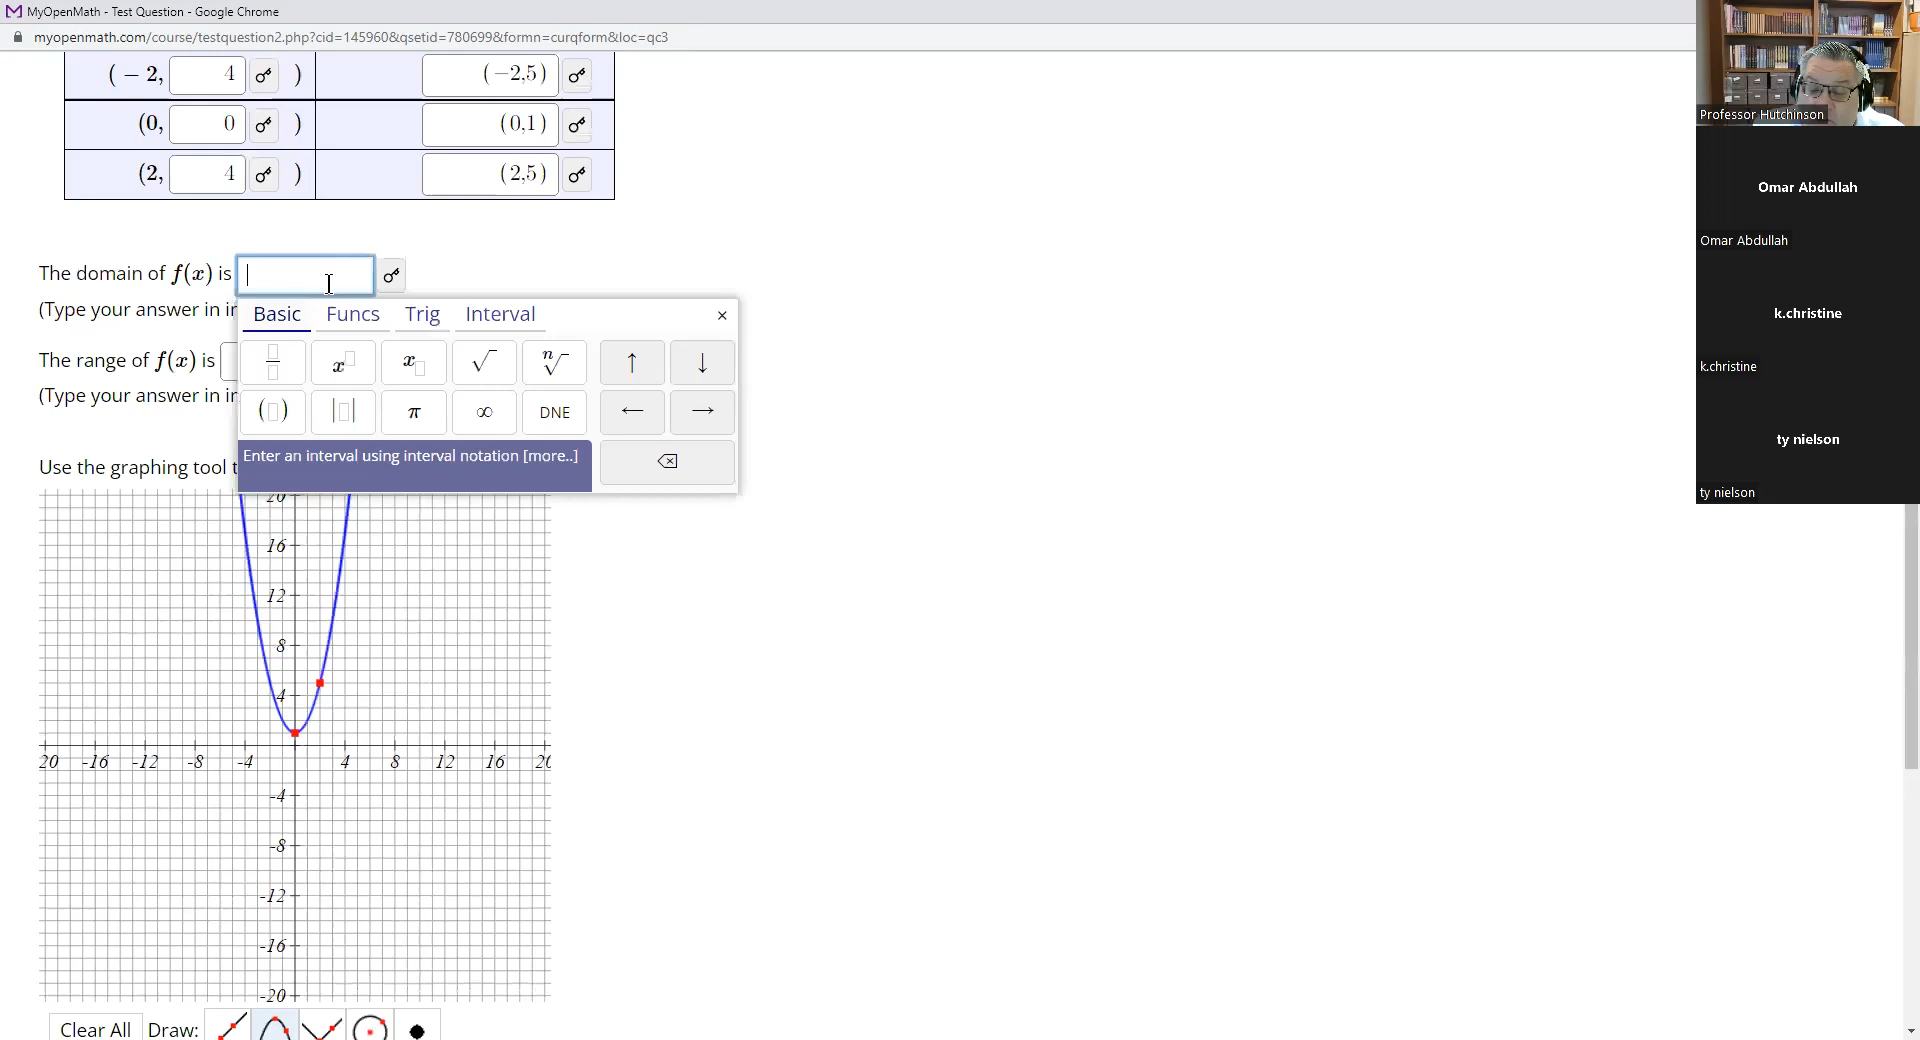 MyOpenMath - Test Question - Google Chrome
myopenmath.com/course/testquestion2.php?cid=145960&qsetid=780699&formn=curqform&loc=qc3
(−2, 4 ) (−2,5)
(0, 0 ) (0,1)
(2, 4 ) (2,5)
The domain of f(x) is
(Type your answer in
The range of f(x) is
(Type your answer in
Use the graphing tool
Basic Funcs Trig Interval ×
x x √ n√ ↑ ↓
( ) | | π ∞ DNE ← →
Enter an interval using interval notation [more..]
20
16
12
8
4
20 -16 -12 -8 -4 4 8 12 16 20
-4
-8
-12
-16
-20
Clear All Draw:
Professor Hutchinson
Omar Abdullah
Omar Abdullah
k.christine
k.christine
ty nielson
ty nielson